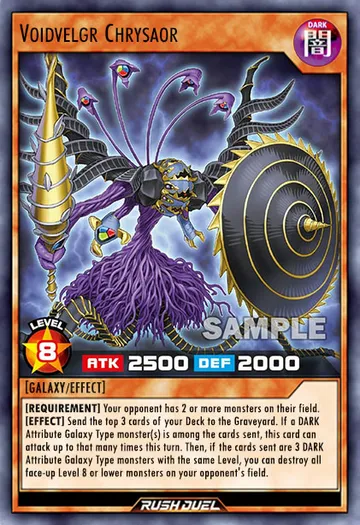 Voidvelgr Chrysaor
DARK
闇
SAMPLE
LEVEL
8
ATK 2500 DEF 2000
[GALAXY/EFFECT]
[REQUIREMENT] Your opponent has 2 or more monsters on their field.
[EFFECT] Send the top 3 cards of your Deck to the Graveyard. If a DARK
Attribute Galaxy Type monster(s) is among the cards sent, this card can
attack up to that many times this turn. Then, if the cards sent are 3 DARK
Attribute Galaxy Type monsters with the same Level, you can destroy all
face-up Level 8 or lower monsters on your opponent's field.
RUSH DUEL